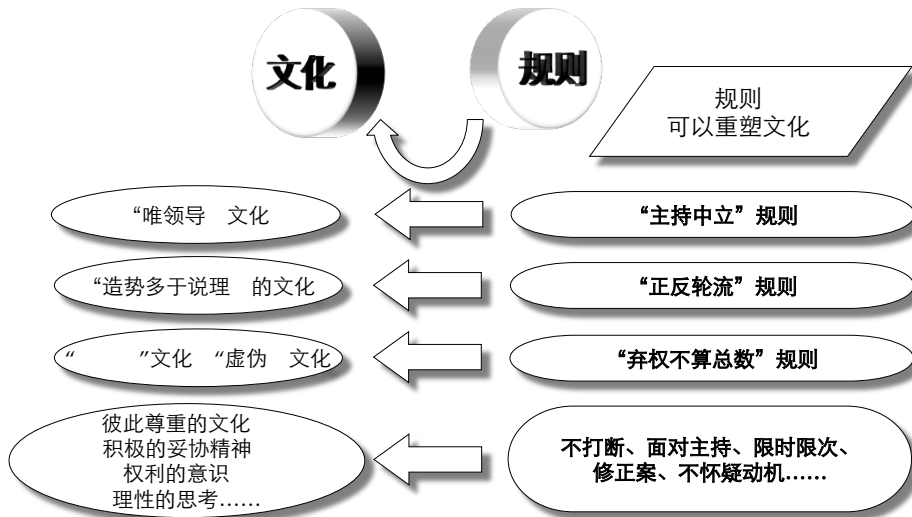 文化
规则
规则
可以重塑文化
“唯领导 文化
“主持中立”规则
“造势多于说理 的文化
“正反轮流”规则
“ ”文化 “虚伪 文化
“弃权不算总数”规则
彼此尊重的文化
积极的妥协精神
权利的意识
理性的思考……
不打断、面对主持、限时限次、
修正案、不怀疑动机……